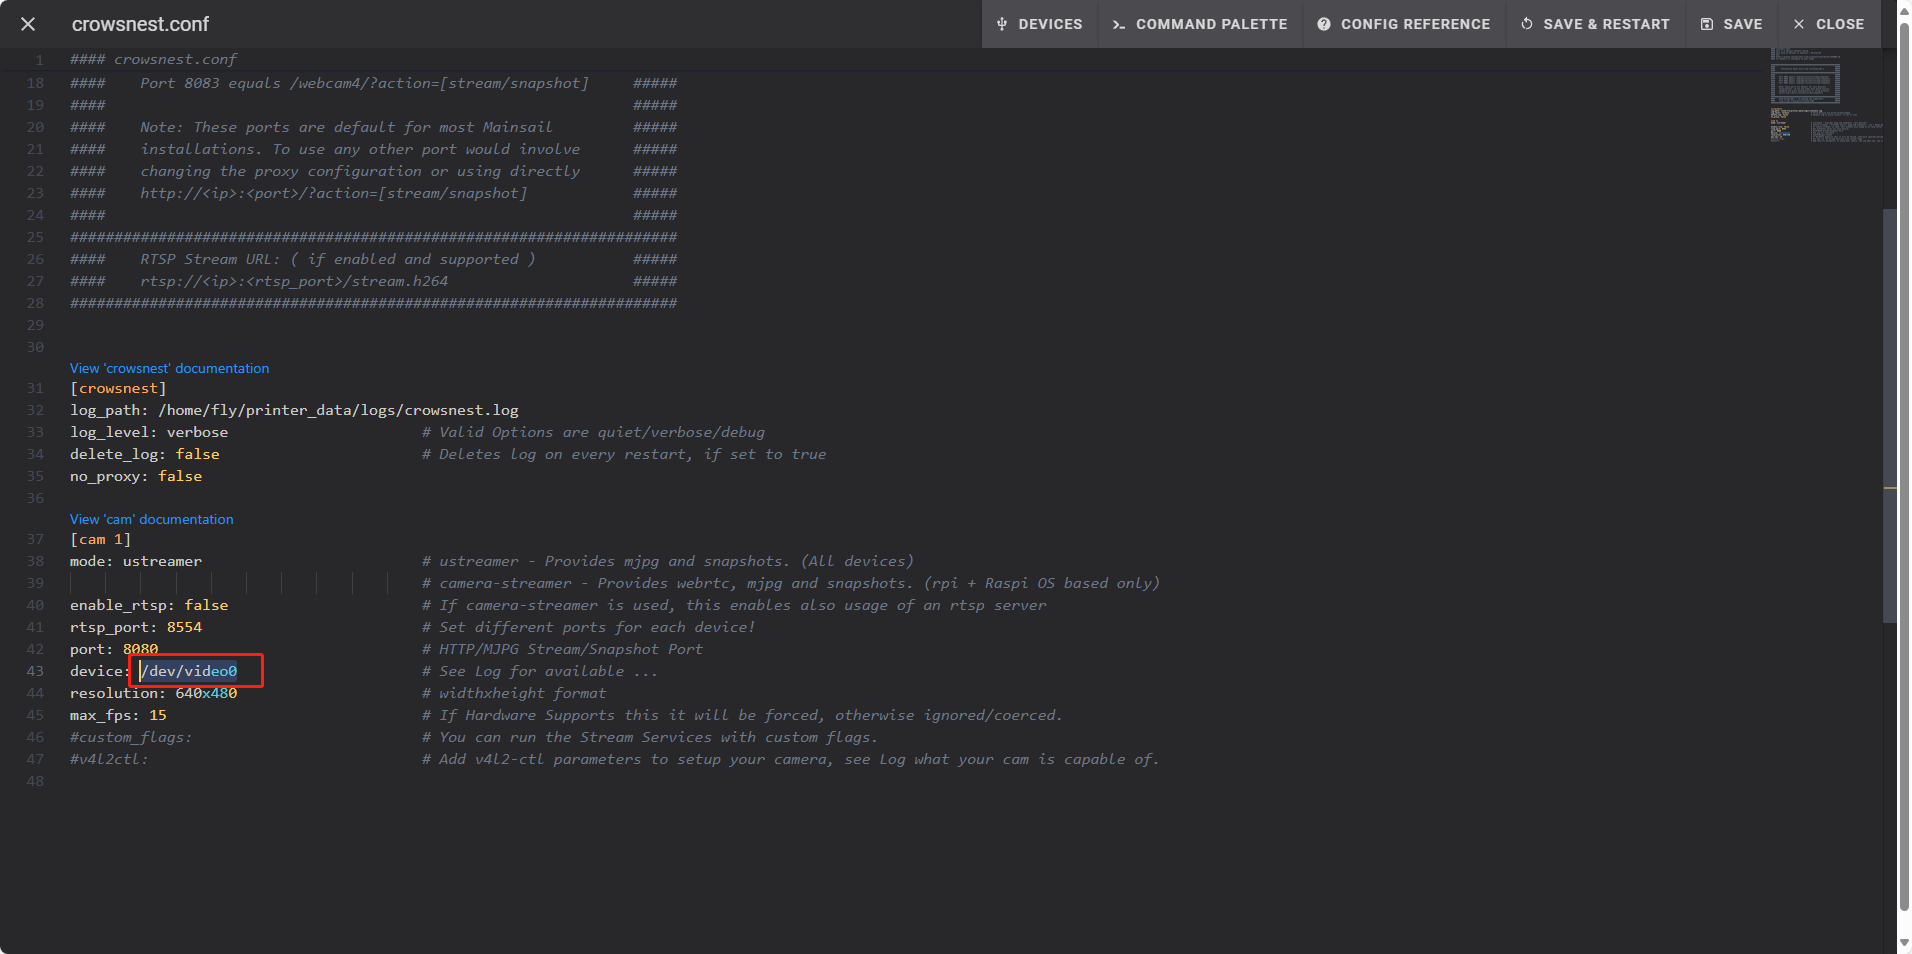 crowsnest.conf
DEVICES
COMMAND PALETTE
CONFIG REFERENCE
SAVE & RESTART
SAVE
CLOSE
1 #### crowsnest.conf
18 #### Port 8083 equals /webcam4/?action=[stream/snapshot] #####
19 #### #####
20 #### Note: These ports are default for most Mainsail #####
21 #### installations. To use any other port would involve #####
22 #### changing the proxy configuration or using directly #####
23 #### http://<ip>:<port>/?action=[stream/snapshot] #####
24 #### #####
25 #####################################################################
26 #### RTSP Stream URL: ( if enabled and supported ) #####
27 #### rtsp://<ip>:<rtsp_port>/stream.h264 #####
28 #####################################################################
29
30
View 'crowsnest' documentation
31 [crowsnest]
32 log_path: /home/fly/printer_data/logs/crowsnest.log
33 log_level: verbose # Valid Options are quiet/verbose/debug
34 delete_log: false # Deletes log on every restart, if set to true
35 no_proxy: false
36
View 'cam' documentation
37 [cam 1]
38 mode: ustreamer # ustreamer - Provides mjpg and snapshots. (All devices)
39 # camera-streamer - Provides webrtc, mjpg and snapshots. (rpi + Raspi OS based only)
40 enable_rtsp: false # If camera-streamer is used, this enables also usage of an rtsp server
41 rtsp_port: 8554 # Set different ports for each device!
42 port: 8080 # HTTP/MJPG Stream/Snapshot Port
43 device: /dev/video0 # See Log for available ...
44 resolution: 640x480 # widthxheight format
45 max_fps: 15 # If Hardware Supports this it will be forced, otherwise ignored/coerced.
46 #custom_flags: # You can run the Stream Services with custom flags.
47 #v4l2ctl: # Add v4l2-ctl parameters to setup your camera, see Log what your cam is capable of.
48